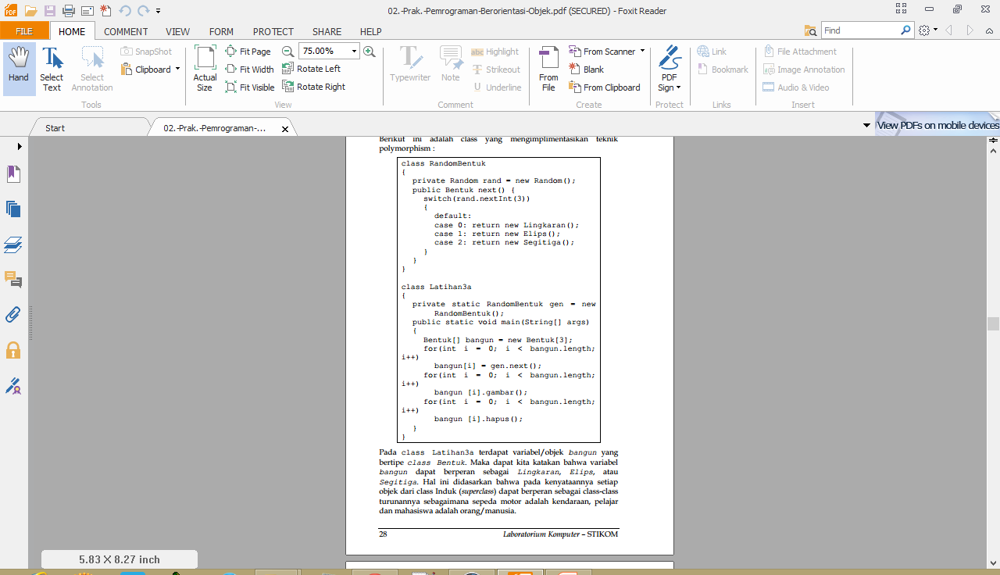 02.-Prak.-Pemrograman-Berorientasi-Objek.pdf (SECURED) - Foxit Reader
FILE HOME COMMENT VIEW FORM PROTECT SHARE HELP
Find
Hand
Select Text
Select Annotation
SnapShot
Clipboard
Tools
Actual Size
Fit Page
Fit Width
Fit Visible
75.00%
Rotate Left
Rotate Right
View
Typewriter
Note
Highlight
Strikeout
Underline
Comment
From File
From Scanner
Blank
From Clipboard
Create
PDF Sign
Protect
Link
Bookmark
Links
File Attachment
Image Annotation
Audio & Video
Insert
Start
02.-Prak.-Pemrograman-...
View PDFs on mobile devices
Berikut ini adalah class yang mengimplimentasikan teknik
polymorphism :
class RandomBentuk
{
private Random rand = new Random();
public Bentuk next() {
switch(rand.nextInt(3))
{
default:
case 0: return new Lingkaran();
case 1: return new Elips();
case 2: return new Segitiga();
}
}
}
class Latihan3a
{
private static RandomBentuk gen = new
RandomBentuk();
public static void main(String[] args)
{
Bentuk[] bangun = new Bentuk[3];
for(int i = 0; i < bangun.length;
i++)
bangun[i] = gen.next();
for(int i = 0; i < bangun.length;
i++)
bangun [i].gambar();
for(int i = 0; i < bangun.length;
i++)
bangun [i].hapus();
}
}
Pada class Latihan3a terdapat variabel/objek bangun yang
bertipe class Bentuk. Maka dapat kita katakan bahwa variabel
bangun dapat berperan sebagai Lingkaran, Elips, atau
Segitiga. Hal ini didasarkan bahwa pada kenyataannya setiap
objek dari class Induk (superclass) dapat berperan sebagai class-class
turunannya sebagaimana sepeda motor adalah kendaraan, pelajar
dan mahasiswa adalah orang/manusia.
28 Laboratorium Komputer – STIKOM
5.83 X 8.27 inch